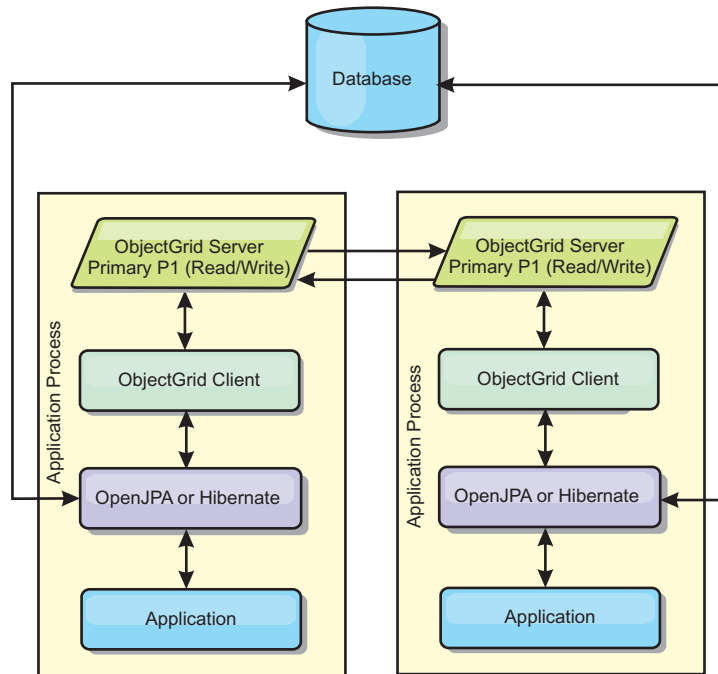 Database
Application Process
ObjectGrid Server
Primary P1 (Read/Write)
ObjectGrid Client
OpenJPA or Hibernate
Application
Application Process
ObjectGrid Server
Primary P1 (Read/Write)
ObjectGrid Client
OpenJPA or Hibernate
Application